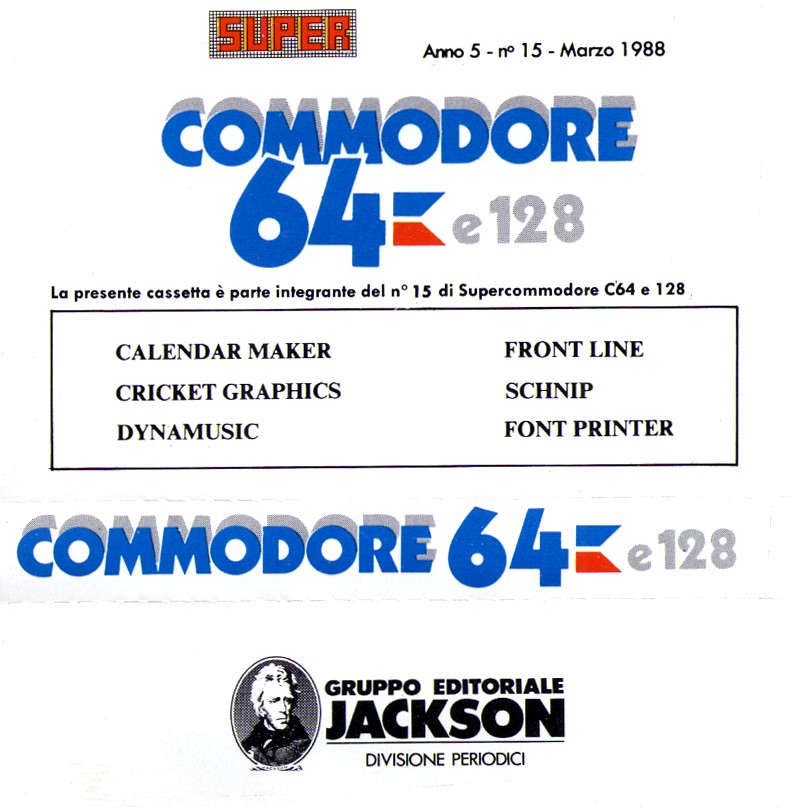 SUPER
Anno 5 - nº 15 - Marzo 1988
COMMODORE
64 e 128
La presente cassetta è parte integrante del nº 15 di Supercommodore C64 e 128
CALENDAR MAKER FRONT LINE
CRICKET GRAPHICS SCHNIP
DYNAMUSIC FONT PRINTER
COMMODORE 64 e 128
GRUPPO EDITORIALE
JACKSON
DIVISIONE PERIODICI